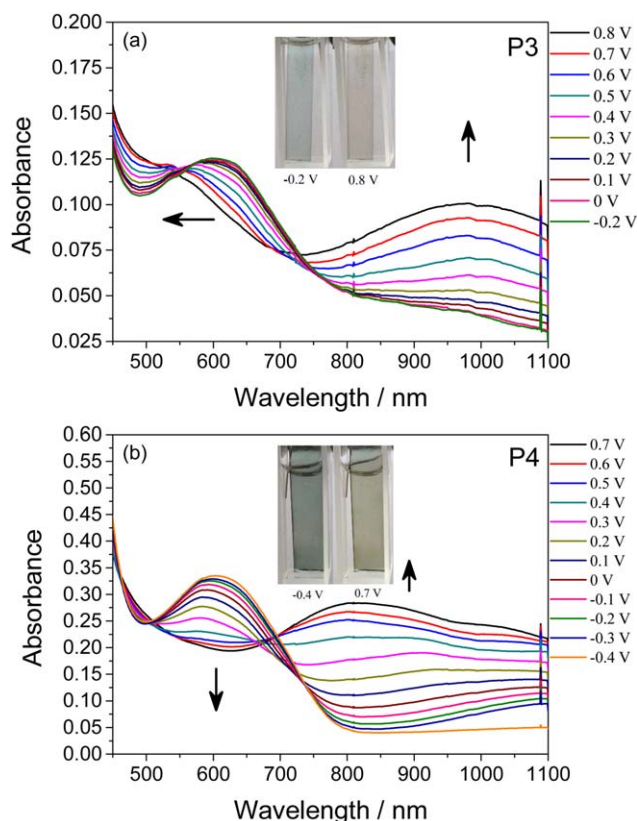 (a)
P3
0.200
0.175
0.150
0.125
0.100
0.075
0.050
0.025
Absorbance
-0.2 V
0.8 V
500
600
700
800
900
1000
1100
Wavelength / nm
0.8 V
0.7 V
0.6 V
0.5 V
0.4 V
0.3 V
0.2 V
0.1 V
0 V
-0.2 V
(b)
P4
0.60
0.55
0.50
0.45
0.40
0.35
0.30
0.25
0.20
0.15
0.10
0.05
0.00
Absorbance
-0.4 V
0.7 V
500
600
700
800
900
1000
1100
Wavelength / nm
0.7 V
0.6 V
0.5 V
0.4 V
0.3 V
0.2 V
0.1 V
0 V
-0.1 V
-0.2 V
-0.3 V
-0.4 V